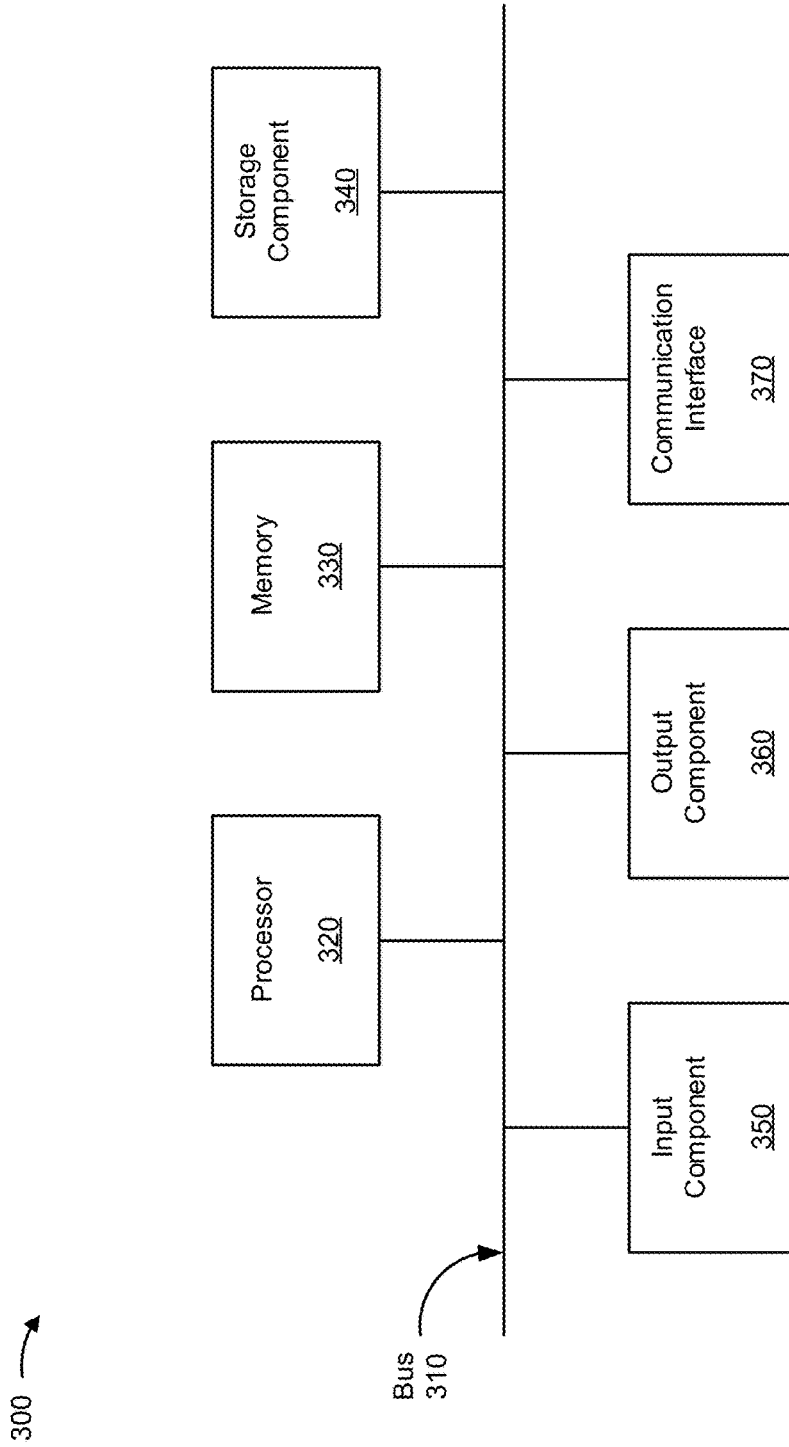 300
Bus
310
Processor
320
Memory
330
Storage
Component
340
Input
Component
350
Output
Component
360
Communication
Interface
370